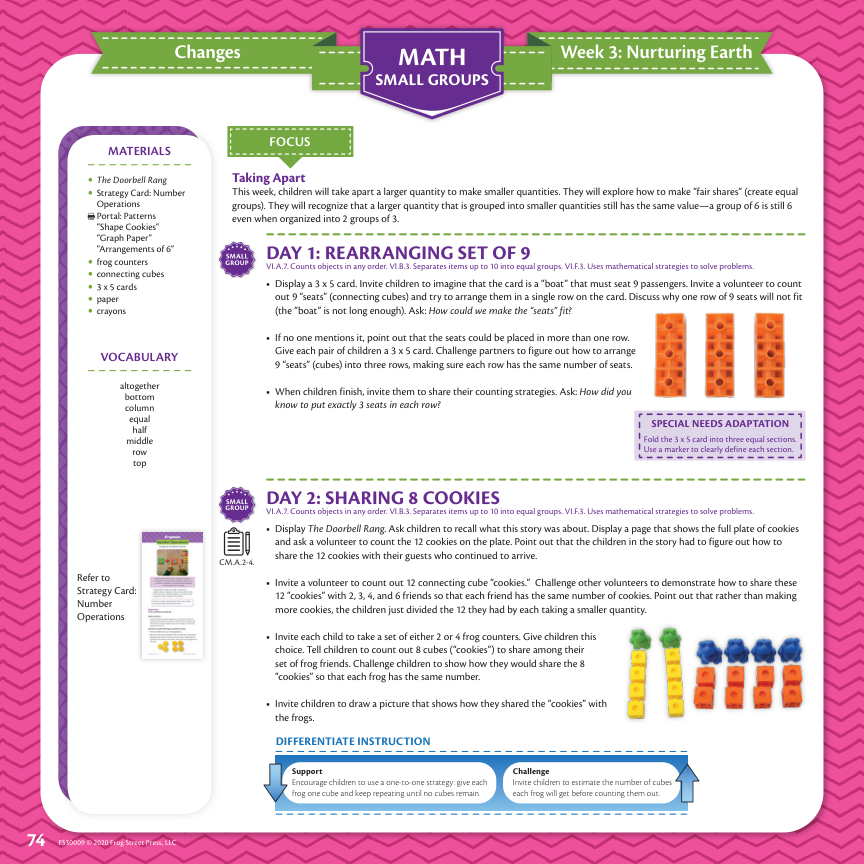 Changes
MATH
SMALL GROUPS
Week 3: Nurturing Earth
MATERIALS
• The Doorbell Rang
• Strategy Card: Number
Operations
Portal: Patterns
"Shape Cookies"
"Graph Paper"
"Arrangements of 6"
• frog counters
• connecting cubes
• 3 x 5 cards
• paper
• crayons
VOCABULARY
altogether
bottom
column
equal
half
middle
row
top
Refer to
Strategy Card:
Number
Operations
FOCUS
Taking Apart
This week, children will take apart a larger quantity to make smaller quantities. They will explore how to make "fair shares" (create equal
groups). They will recognize that a larger quantity that is grouped into smaller quantities still has the same value—a group of 6 is still 6
even when organized into 2 groups of 3.
SMALL
GROUP
DAY 1: REARRANGING SET OF 9
VI.A.7. Counts objects in any order. VI.B.3. Separates items up to 10 into equal groups. VI.F.3. Uses mathematical strategies to solve problems.
• Display a 3 x 5 card. Invite children to imagine that the card is a "boat" that must seat 9 passengers. Invite a volunteer to count
out 9 "seats" (connecting cubes) and try to arrange them in a single row on the card. Discuss why one row of 9 seats will not fit
(the "boat" is not long enough). Ask: How could we make the "seats" fit?
• If no one mentions it, point out that the seats could be placed in more than one row.
Give each pair of children a 3 x 5 card. Challenge partners to figure out how to arrange
9 "seats" (cubes) into three rows, making sure each row has the same number of seats.
• When children finish, invite them to share their counting strategies. Ask: How did you
know to put exactly 3 seats in each row?
SPECIAL NEEDS ADAPTATION
Fold the 3 x 5 card into three equal sections.
Use a marker to clearly define each section.
SMALL
GROUP
CM.A.2-4.
DAY 2: SHARING 8 COOKIES
VI.A.7. Counts objects in any order. VI.B.3. Separates items up to 10 into equal groups. VI.F.3. Uses mathematical strategies to solve problems.
• Display The Doorbell Rang. Ask children to recall what this story was about. Display a page that shows the full plate of cookies
and ask a volunteer to count the 12 cookies on the plate. Point out that the children in the story had to figure out how to
share the 12 cookies with their guests who continued to arrive.
• Invite a volunteer to count out 12 connecting cube "cookies." Challenge other volunteers to demonstrate how to share these
12 "cookies" with 2, 3, 4, and 6 friends so that each friend has the same number of cookies. Point out that rather than making
more cookies, the children just divided the 12 they had by each taking a smaller quantity.
• Invite each child to take a set of either 2 or 4 frog counters. Give children this
choice. Tell children to count out 8 cubes ("cookies") to share among their
set of frog friends. Challenge children to show how they would share the 8
"cookies" so that each frog has the same number.
• Invite children to draw a picture that shows how they shared the "cookies" with
the frogs.
DIFFERENTIATE INSTRUCTION
Support
Encourage children to use a one-to-one strategy: give each
frog one cube and keep repeating until no cubes remain.
Challenge
Invite children to estimate the number of cubes
each frog will get before counting them out.
74
FS30009 © 2020 Frog Street Press, LLC